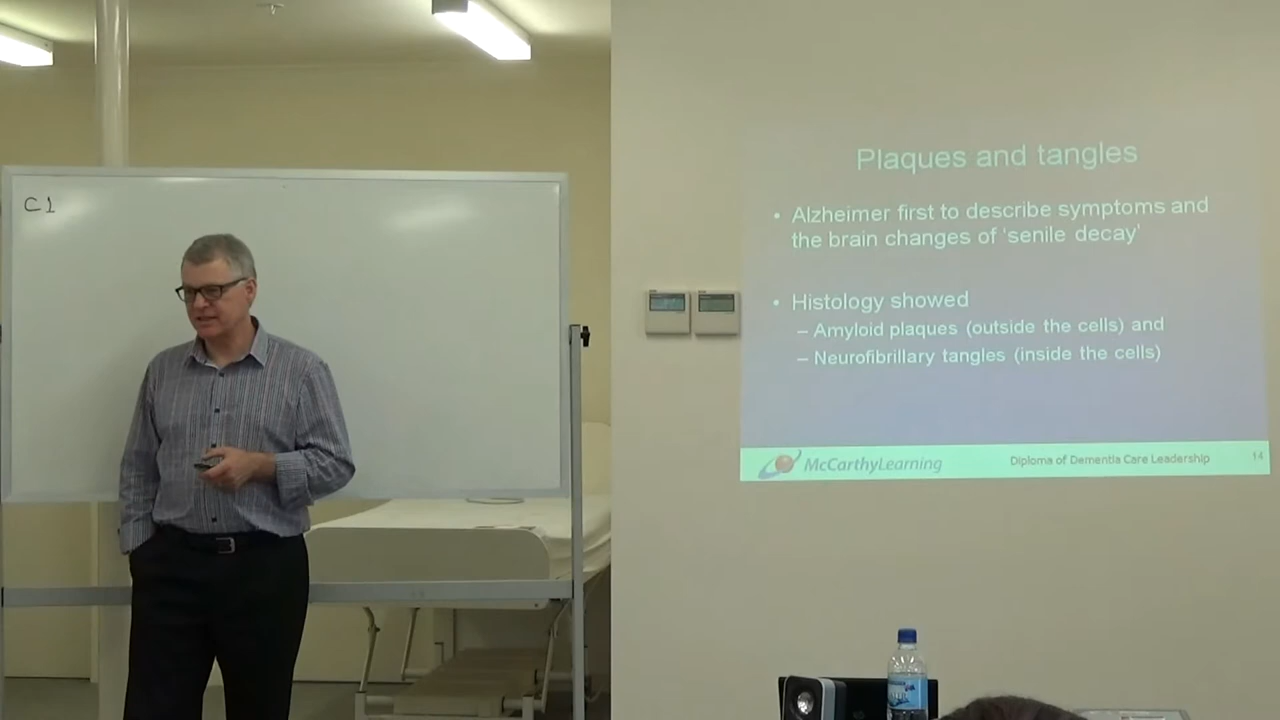 C1
Plaques and tangles
• Alzheimer first to describe symptoms and
the brain changes of ‘senile decay’
• Histology showed
– Amyloid plaques (outside the cells) and
– Neurofibrillary tangles (inside the cells)
McCarthyLearning
Diploma of Dementia Care Leadership
14